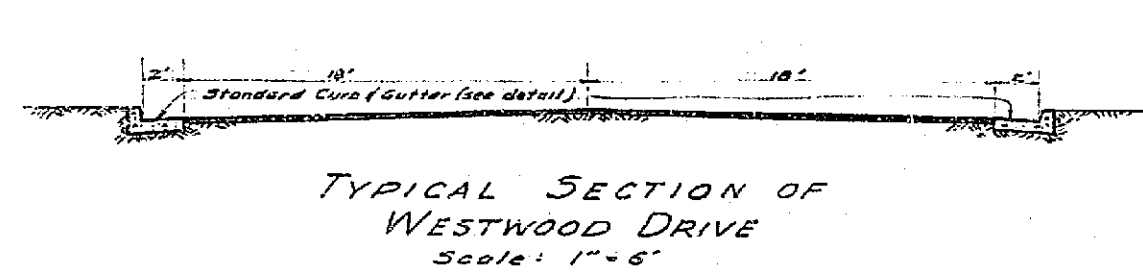 2' 18' 18' 2'
Standard Curb & Gutter (see detail)
TYPICAL SECTION OF
WESTWOOD DRIVE
Scale: 1" = 6'